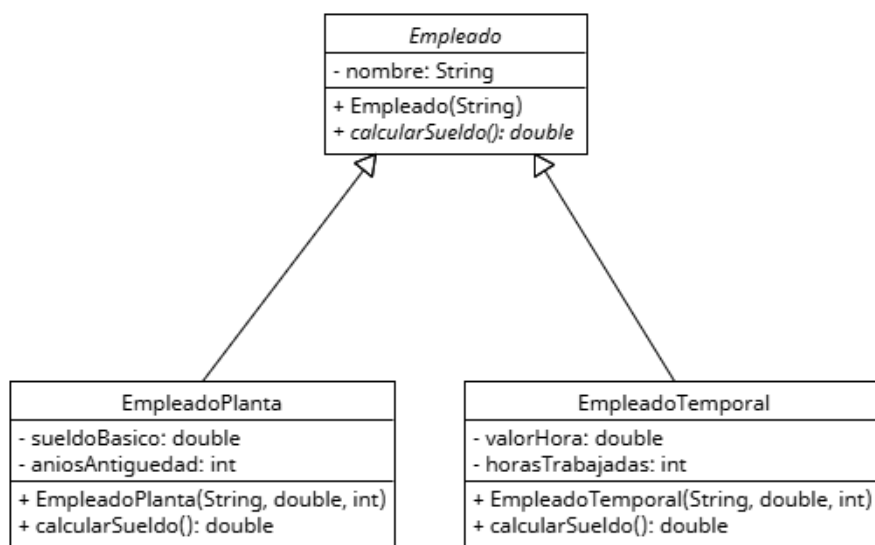 Empleado
- nombre: String
+ Empleado(String)
+ calcularSueldo(): double
EmpleadoPlanta
- sueldoBasico: double
- aniosAntiguedad: int
+ EmpleadoPlanta(String, double, int)
+ calcularSueldo(): double
EmpleadoTemporal
- valorHora: double
- horasTrabajadas: int
+ EmpleadoTemporal(String, double, int)
+ calcularSueldo(): double